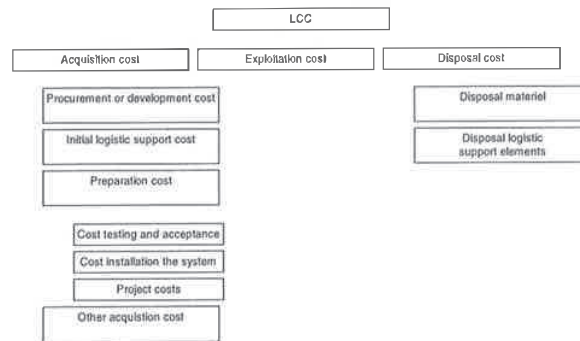 LCC
Acquisition cost
Exploitation cost
Disposal cost
Procurement or development cost
Initial logistic support cost
Preparation cost
Cost testing and acceptance
Cost installation the system
Project costs
Other acquistion cost
Disposal materiel
Disposal logistic
support elements